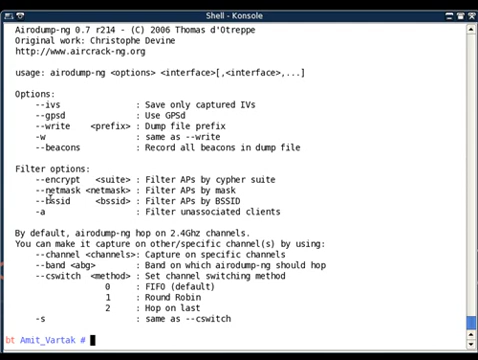 Shell - Konsole
Airodump-ng 0.7 r214 - (C) 2006 Thomas d'Otreppe
Original work: Christophe Devine
http://www.aircrack-ng.org
usage: airodump-ng <options> <interface>[,<interface>,...]
Options:
--ivs : Save only captured IVs
--gpsd : Use GPSd
--write <prefix> : Dump file prefix
-w : same as --write
--beacons : Record all beacons in dump file
Filter options:
--encrypt <suite> : Filter APs by cypher suite
--netmask <netmask> : Filter APs by mask
--bssid <bssid> : Filter APs by BSSID
-a : Filter unassociated clients
By default, airodump-ng hop on 2.4Ghz channels.
You can make it capture on other/specific channel(s) by using:
--channel <channels>: Capture on specific channels
--band <abg> : Band on which airodump-ng should hop
--cswitch <method> : Set channel switching method
0 : FIFO (default)
1 : Round Robin
2 : Hop on last
-s : same as --cswitch
bt Amit_Vartak #